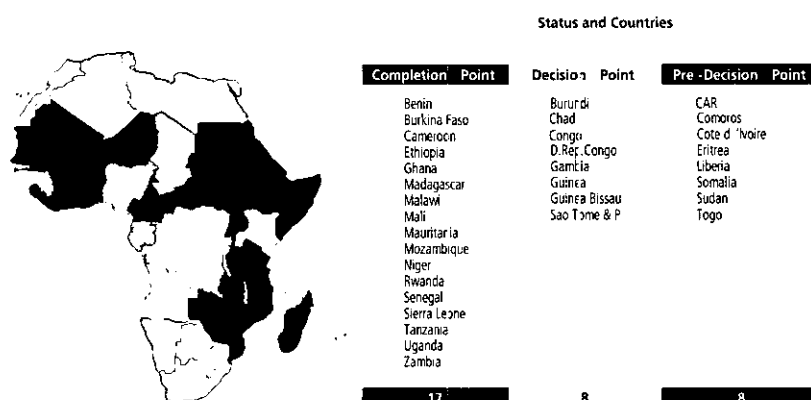 Status and Countries
Completion Point
Benin
Burkina Faso
Cameroon
Ethiopia
Ghana
Madagascar
Malawi
Mali
Mauritania
Mozambique
Niger
Rwanda
Senegal
Sierra Leone
Tanzania
Uganda
Zambia
17
Decision Point
Burundi
Chad
Congo
D.Rep.Congo
Gambia
Guinea
Guinea Bissau
Sao Tome & P
8
Pre-Decision Point
CAR
Comoros
Cote d 'Ivoire
Eritrea
Liberia
Somalia
Sudan
Togo
8